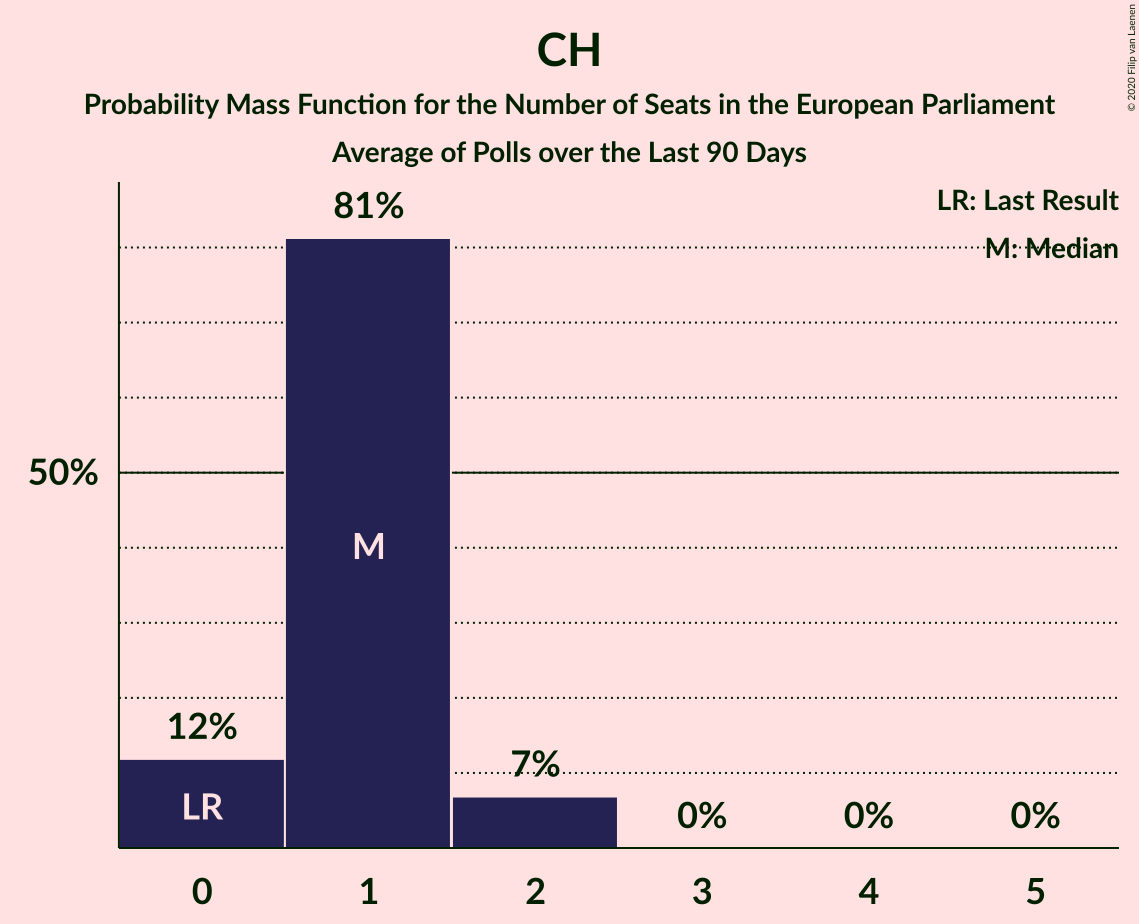 CH
Probability Mass Function for the Number of Seats in the European Parliament
Average of Polls over the Last 90 Days
© 2020 Filip van Laenen
LR: Last Result
M: Median
81%
50%
M
12%
LR
7%
0%
0%
0%
0
1
2
3
4
5